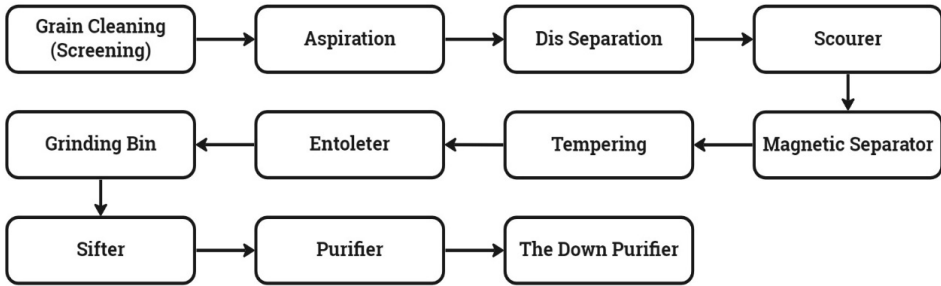 Grain Cleaning
(Screening)
Aspiration
Dis Separation
Scourer
Magnetic Separator
Tempering
Entoleter
Grinding Bin
Sifter
Purifier
The Down Purifier